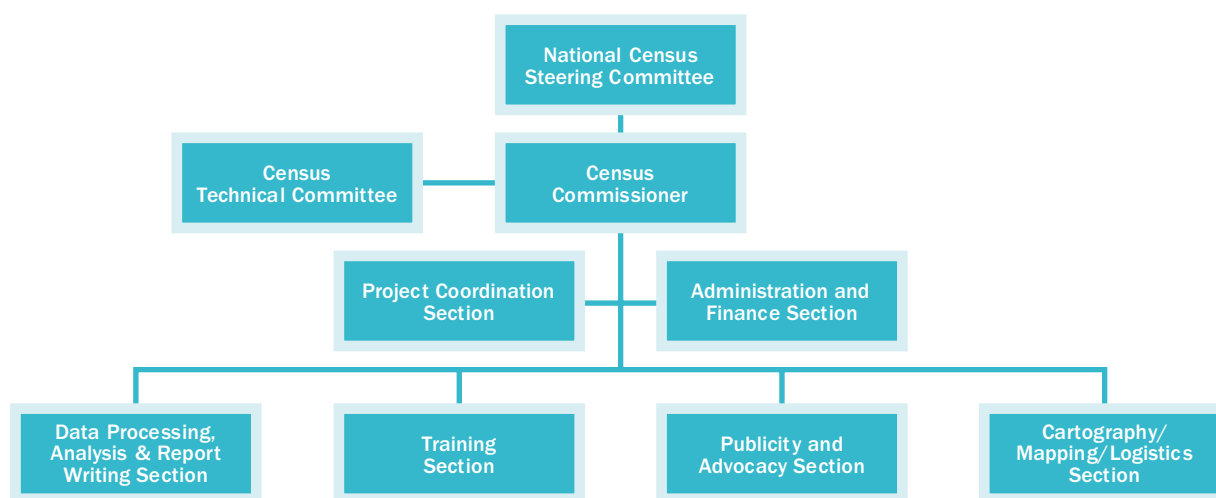 National Census
Steering Committee
Census
Technical Committee
Census
Commissioner
Project Coordination
Section
Administration and
Finance Section
Data Processing,
Analysis & Report
Writing Section
Training
Section
Publicity and
Advocacy Section
Cartography/
Mapping/Logistics
Section